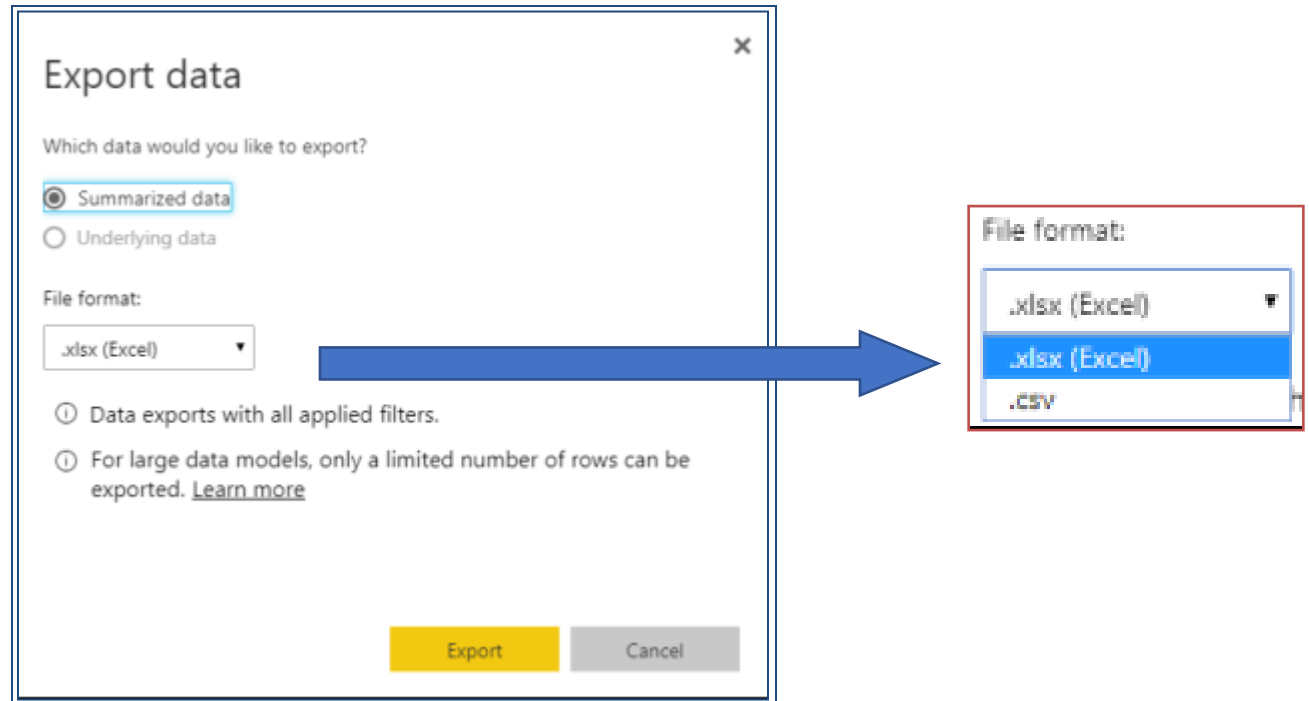 Export data
Which data would you like to export?
Summarized data
Underlying data
File format:
.xlsx (Excel)
Data exports with all applied filters.
For large data models, only a limited number of rows can be
exported. Learn more
Export
Cancel
File format:
.xlsx (Excel)
.xlsx (Excel)
.csv